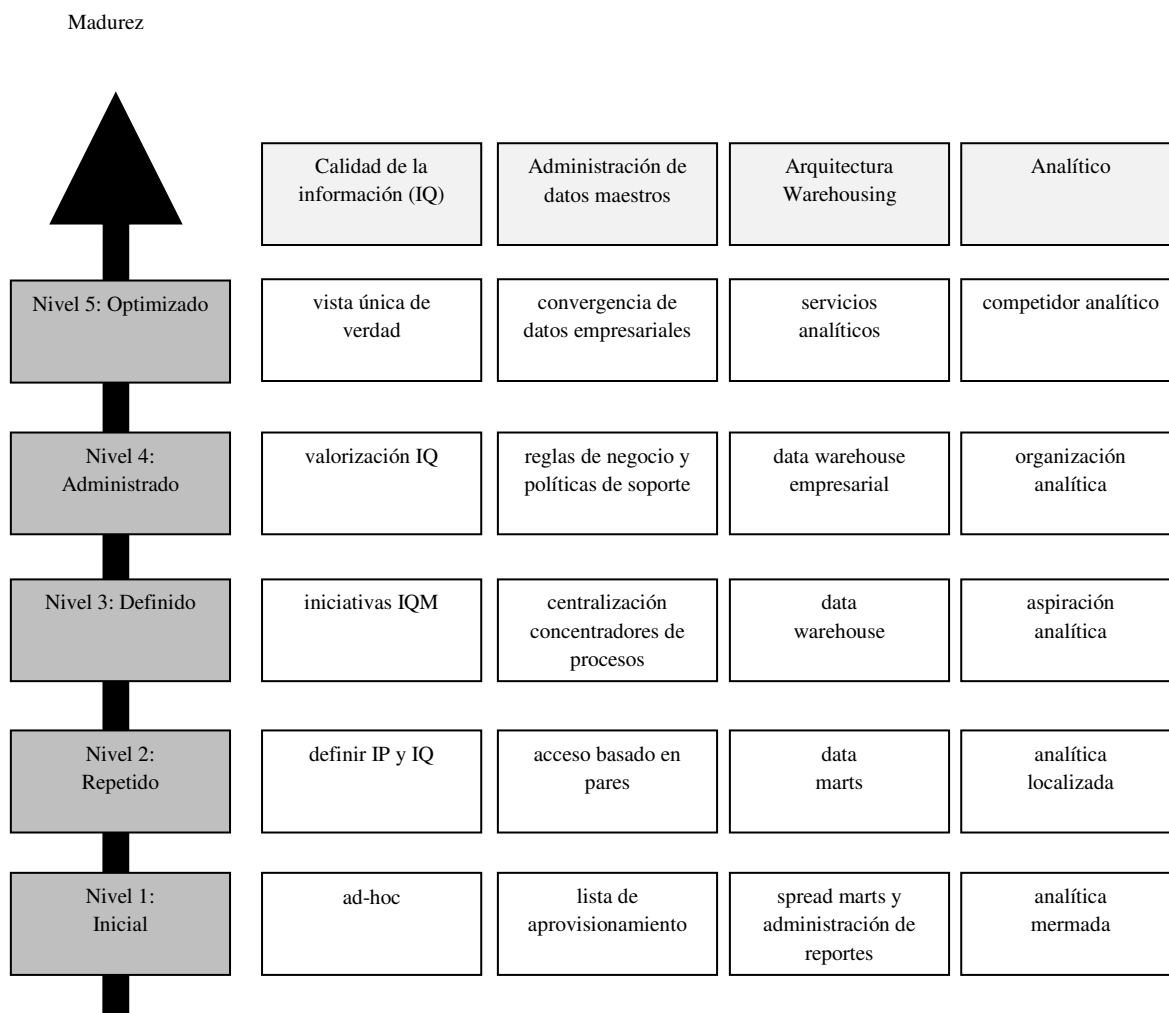 Madurez
Calidad de la
información (IQ)
Administración de
datos maestros
Arquitectura
Warehousing
Analítico
Nivel 5: Optimizado
vista única de
verdad
convergencia de
datos empresariales
servicios
analíticos
competidor analítico
Nivel 4:
Administrado
valorización IQ
reglas de negocio y
políticas de soporte
data warehouse
empresarial
organización
analítica
Nivel 3: Definido
iniciativas IQM
centralización
concentradores de
procesos
data
warehouse
aspiración
analítica
Nivel 2:
Repetido
definir IP y IQ
acceso basado en
pares
data
marts
analítica
localizada
Nivel 1:
Inicial
ad-hoc
lista de
aprovisionamiento
spread marts y
administración de
reportes
analítica
mermada